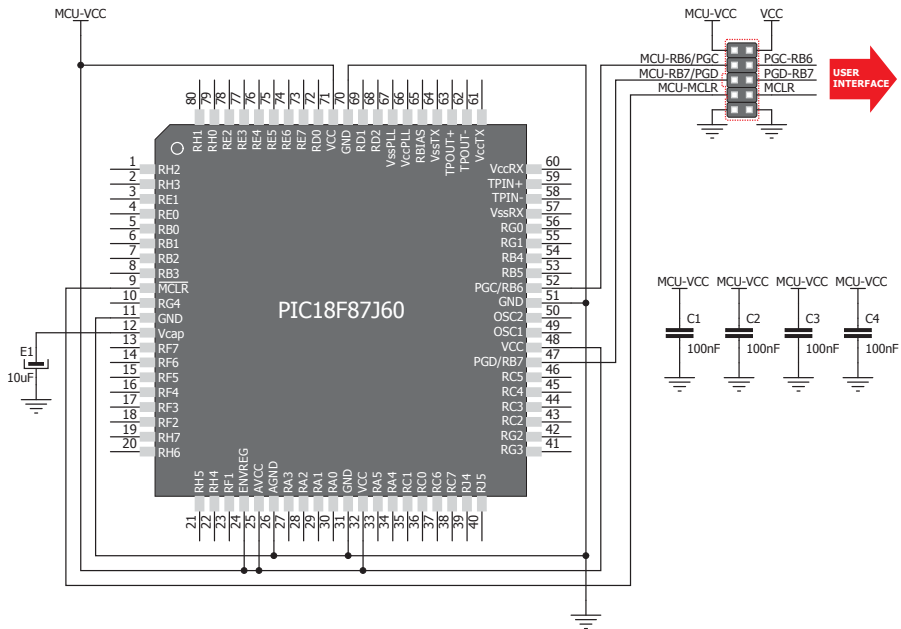 MCU-VCC
MCU-VCC VCC
MCU-RB6/PGC PGC-RB6
MCU-RB7/PGD PGD-RB7
MCU-MCLR MCLR
USER
INTERFACE
80 79 78 77 76 75 74 73 72 71 70 69 68 67 66 65 64 63 62 61
RH1 RH0 RE2 RE3 RE4 RE5 RE6 RE7 RD0 VCC GND RD1 RD2 VssPLL VccPLL RBIAS VssTX TPOUT+ TPOUT- VccTX
1 RH2
2 RH3
3 RE1
4 RE0
5 RB0
6 RB1
7 RB2
8 RB3
9 MCLR
10 RG4
11 GND
12 Vcap
13 RF7
14 RF6
15 RF5
16 RF4
17 RF3
18 RF2
19 RH7
20 RH6
PIC18F87J60
VccRX 60
TPIN+ 59
TPIN- 58
VssRX 57
RG0 56
RG1 55
RB4 54
RB5 53
PGC/RB6 52
GND 51
OSC2 50
OSC1 49
VCC 48
PGD/RB7 47
RC5 46
RC4 45
RC3 44
RC2 43
RG2 42
RG3 41
RH5 RH4 RF1 ENVREG AVCC AGND RA3 RA2 RA1 RA0 GND VCC RA5 RA4 RC1 RC0 RC6 RC7 RJ4 RJ5
21 22 23 24 25 26 27 28 29 30 31 32 33 34 35 36 37 38 39 40
E1
10uF
MCU-VCC MCU-VCC MCU-VCC MCU-VCC
C1 C2 C3 C4
100nF 100nF 100nF 100nF